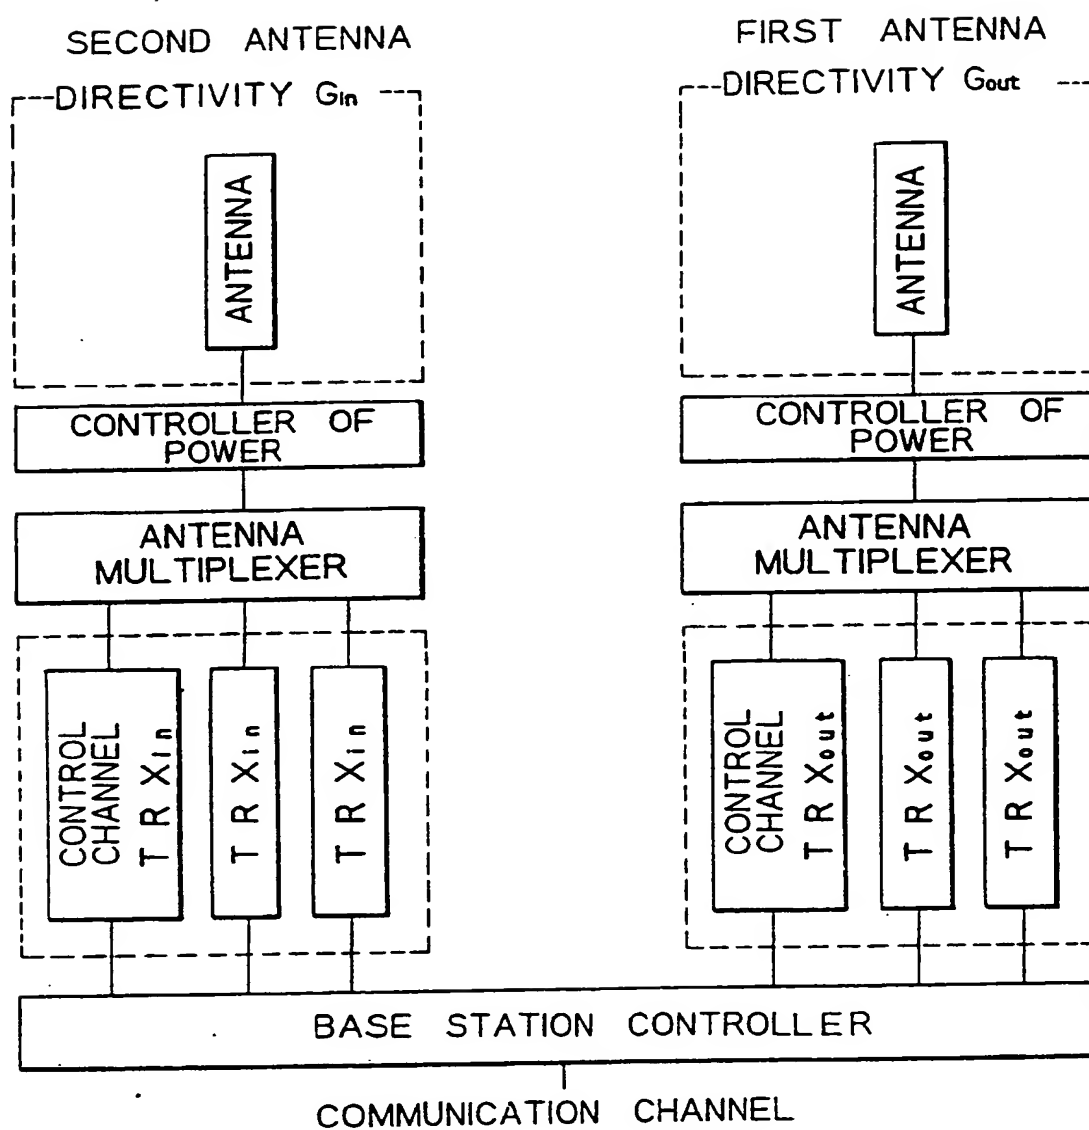 SECOND ANTENNA
DIRECTIVITY Gin
ANTENNA
CONTROLLER OF
POWER
ANTENNA
MULTIPLEXER
CONTROL
CHANNEL
TRXin
TRXin
TRXin
FIRST ANTENNA
DIRECTIVITY Gout
ANTENNA
CONTROLLER OF
POWER
ANTENNA
MULTIPLEXER
CONTROL
CHANNEL
TRXout
TRXout
TRXout
BASE STATION CONTROLLER
COMMUNICATION CHANNEL